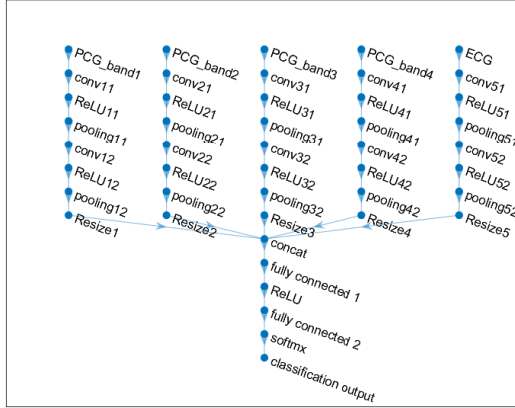 PCG_band1
conv11
ReLU11
pooling11
conv12
ReLU12
pooling12
Resize1
PCG_band2
conv21
ReLU21
pooling21
conv22
ReLU22
pooling22
Resize2
PCG_band3
conv31
ReLU31
pooling31
conv32
ReLU32
pooling32
Resize3
PCG_band4
conv41
ReLU41
pooling41
conv42
ReLU42
pooling42
Resize4
ECG
conv51
ReLU51
pooling51
conv52
ReLU52
pooling52
Resize5
concat
fully connected 1
ReLU
fully connected 2
softmx
classification output